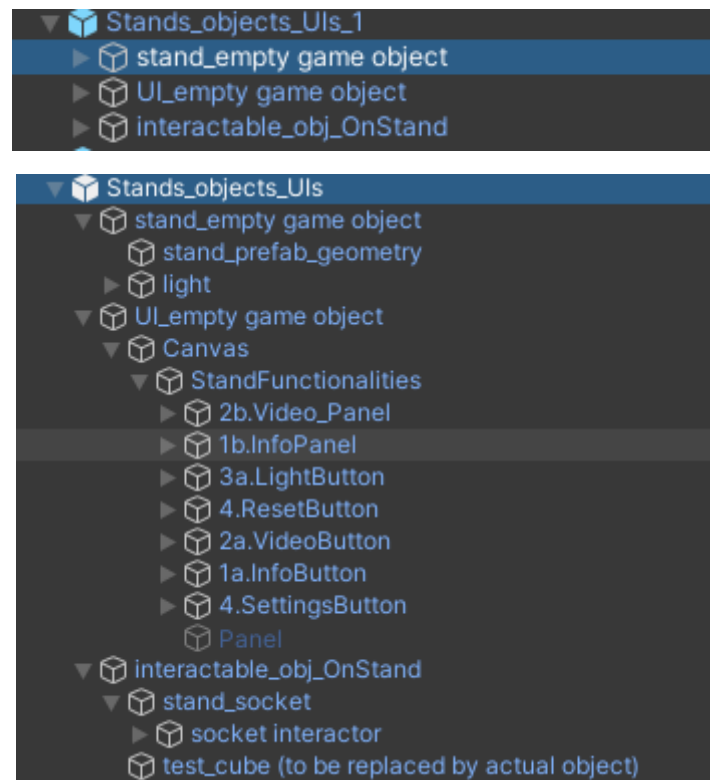 Stands_objects_UIs_1
stand_empty game object
UI_empty game object
interactable_obj_OnStand
Stands_objects_UIs
stand_empty game object
stand_prefab_geometry
light
UI_empty game object
Canvas
StandFunctionalities
2b.Video_Panel
1b.InfoPanel
3a.LightButton
4.ResetButton
2a.VideoButton
1a.InfoButton
4.SettingsButton
Panel
interactable_obj_OnStand
stand_socket
socket interactor
test_cube (to be replaced by actual object)